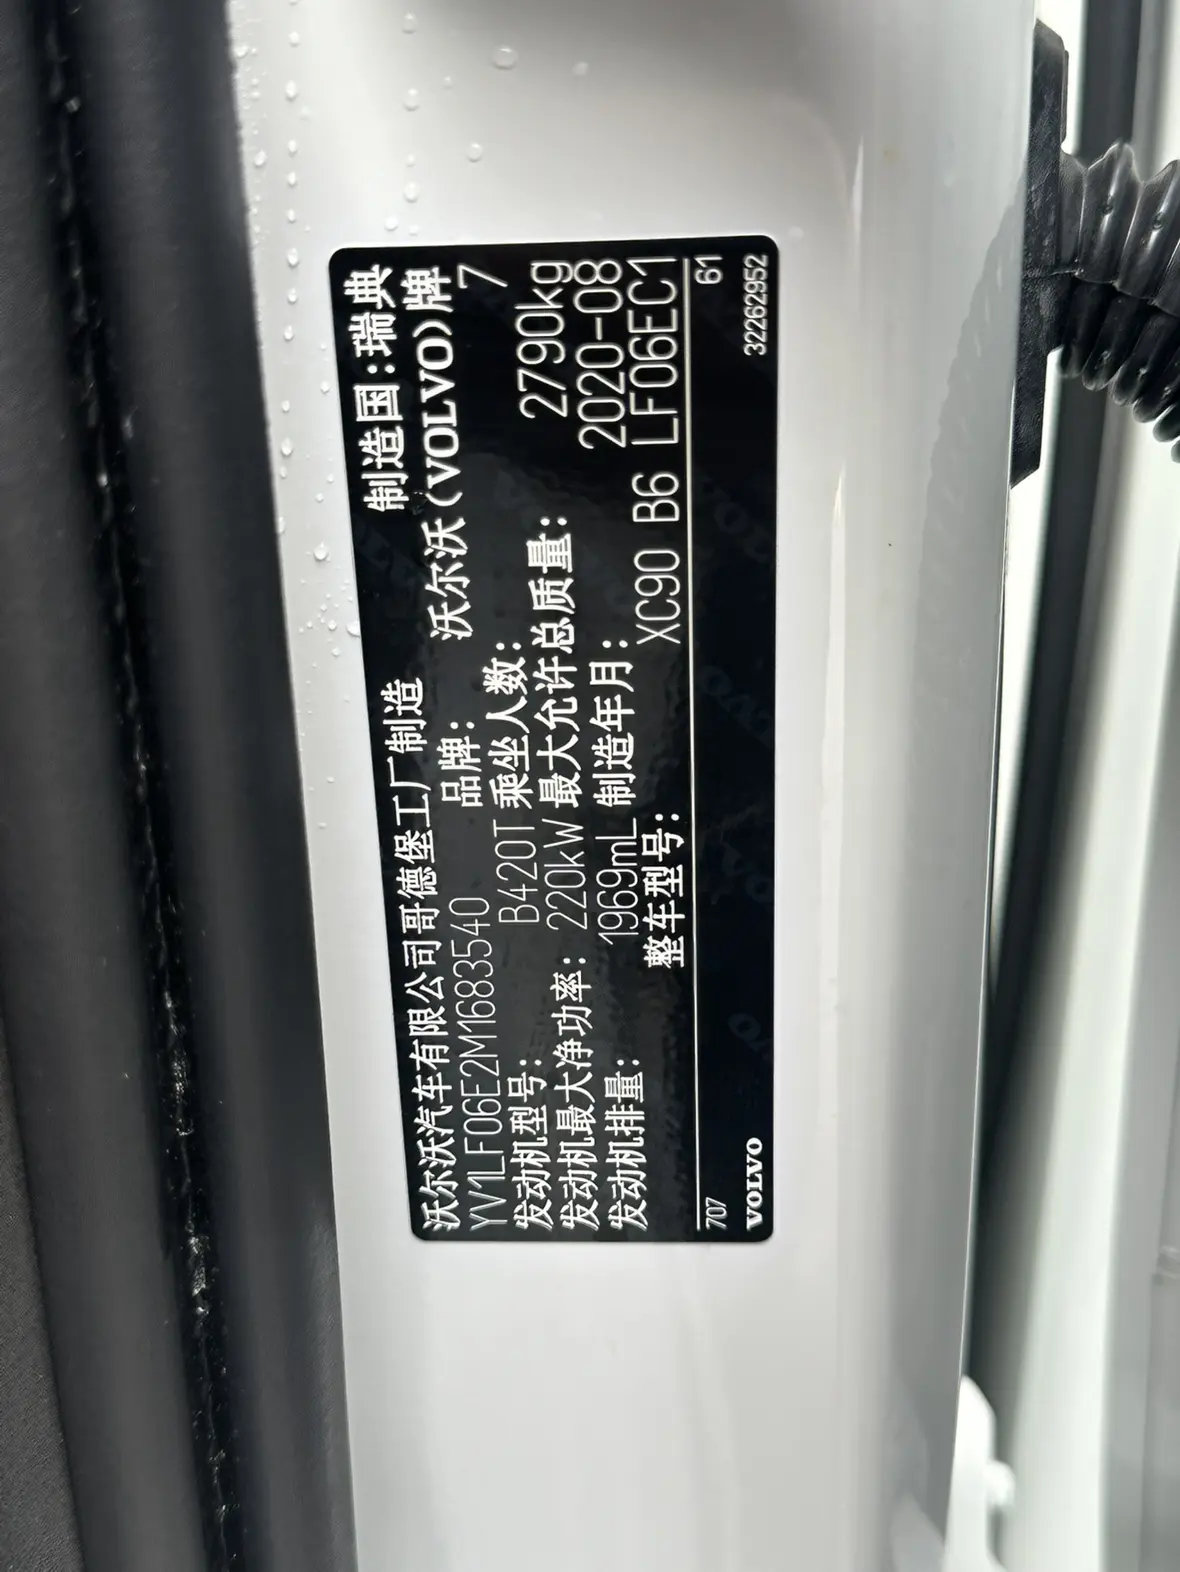 沃尔沃汽车有限公司哥德堡工厂制造 制造国:瑞典
YV1LF06E2M1683540 品牌: 沃尔沃(VOLVO)牌
发动机型号: B420T 乘坐人数: 7
发动机最大净功率: 220kW 最大允许总质量: 2790kg
发动机排量: 1969mL 制造年月: 2020-08
整车型号: XC90 B6 LF06EC1
707 61
VOLVO 32262952